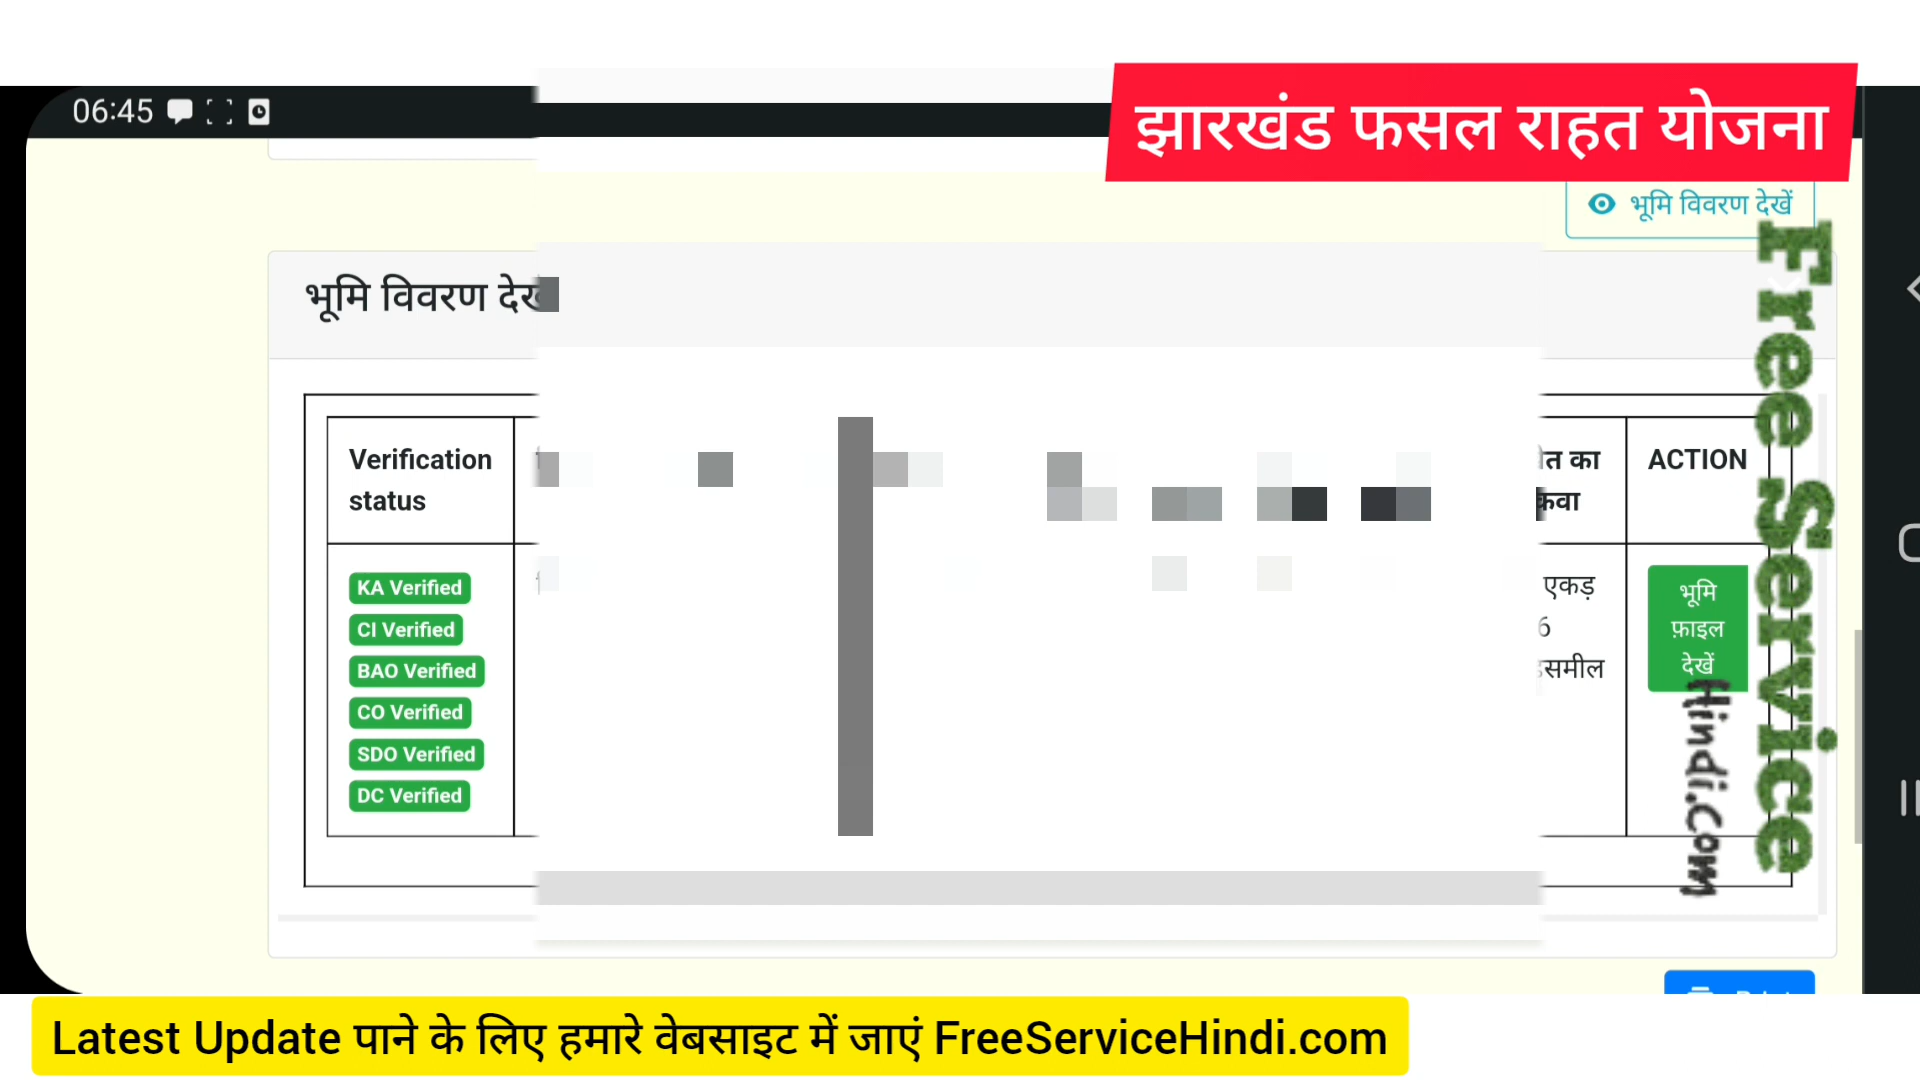 06:45
झारखंड फसल राहत योजना
भूमि विवरण देखें
भूमि विवरण
Verification
status
त का
ACTION
KA Verified
CI Verified
BAO Verified
CO Verified
SDO Verified
DC Verified
एकड़
6
भूमि
फ़ाइल
देखें
Free Service
Hindi.Com
Latest Update पाने के लिए हमारे वेबसाइट में जाएं FreeServiceHindi.com